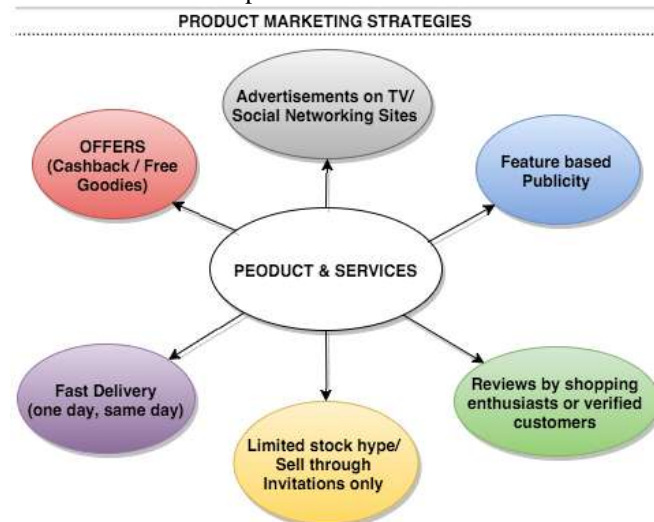 PRODUCT MARKETING STRATEGIES
Advertisements on TV/
Social Networking Sites
OFFERS
(Cashback / Free
Goodies)
Feature based
Publicity
PEODUCT & SERVICES
Fast Delivery
(one day, same day)
Reviews by shopping
enthusiasts or verified
customers
Limited stock hype/
Sell through
Invitations only